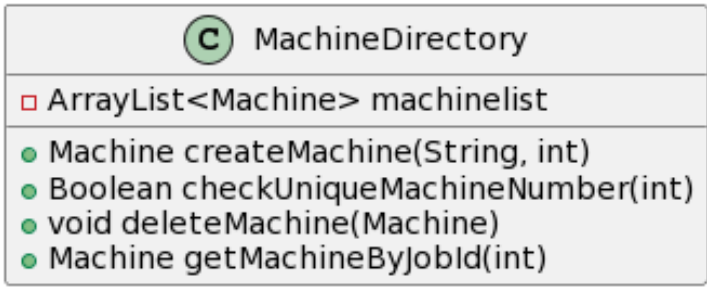 C MachineDirectory
ArrayList<Machine> machinelist
Machine createMachine(String, int)
Boolean checkUniqueMachineNumber(int)
void deleteMachine(Machine)
Machine getMachineByJobId(int)